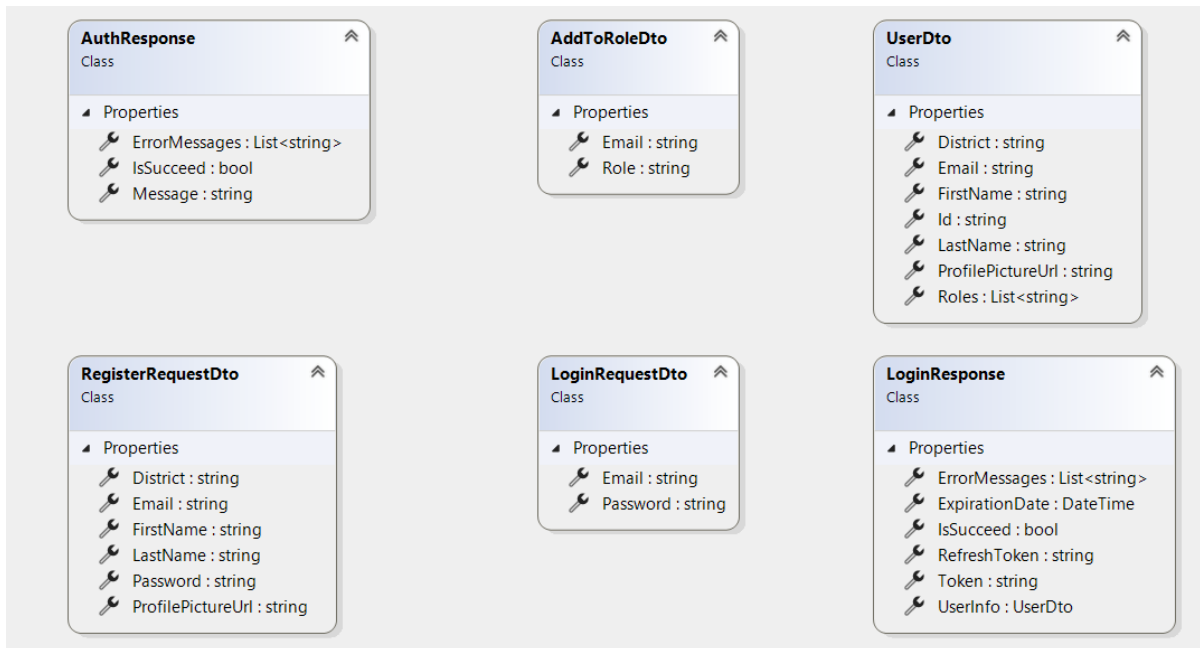 AuthResponse
Class
Properties
ErrorMessages : List<string>
IsSucceed : bool
Message : string
AddToRoleDto
Class
Properties
Email : string
Role : string
UserDto
Class
Properties
District : string
Email : string
FirstName : string
Id : string
LastName : string
ProfilePictureUrl : string
Roles : List<string>
RegisterRequestDto
Class
Properties
District : string
Email : string
FirstName : string
LastName : string
Password : string
ProfilePictureUrl : string
LoginRequestDto
Class
Properties
Email : string
Password : string
LoginResponse
Class
Properties
ErrorMessages : List<string>
ExpirationDate : DateTime
IsSucceed : bool
RefreshToken : string
Token : string
UserInfo : UserDto